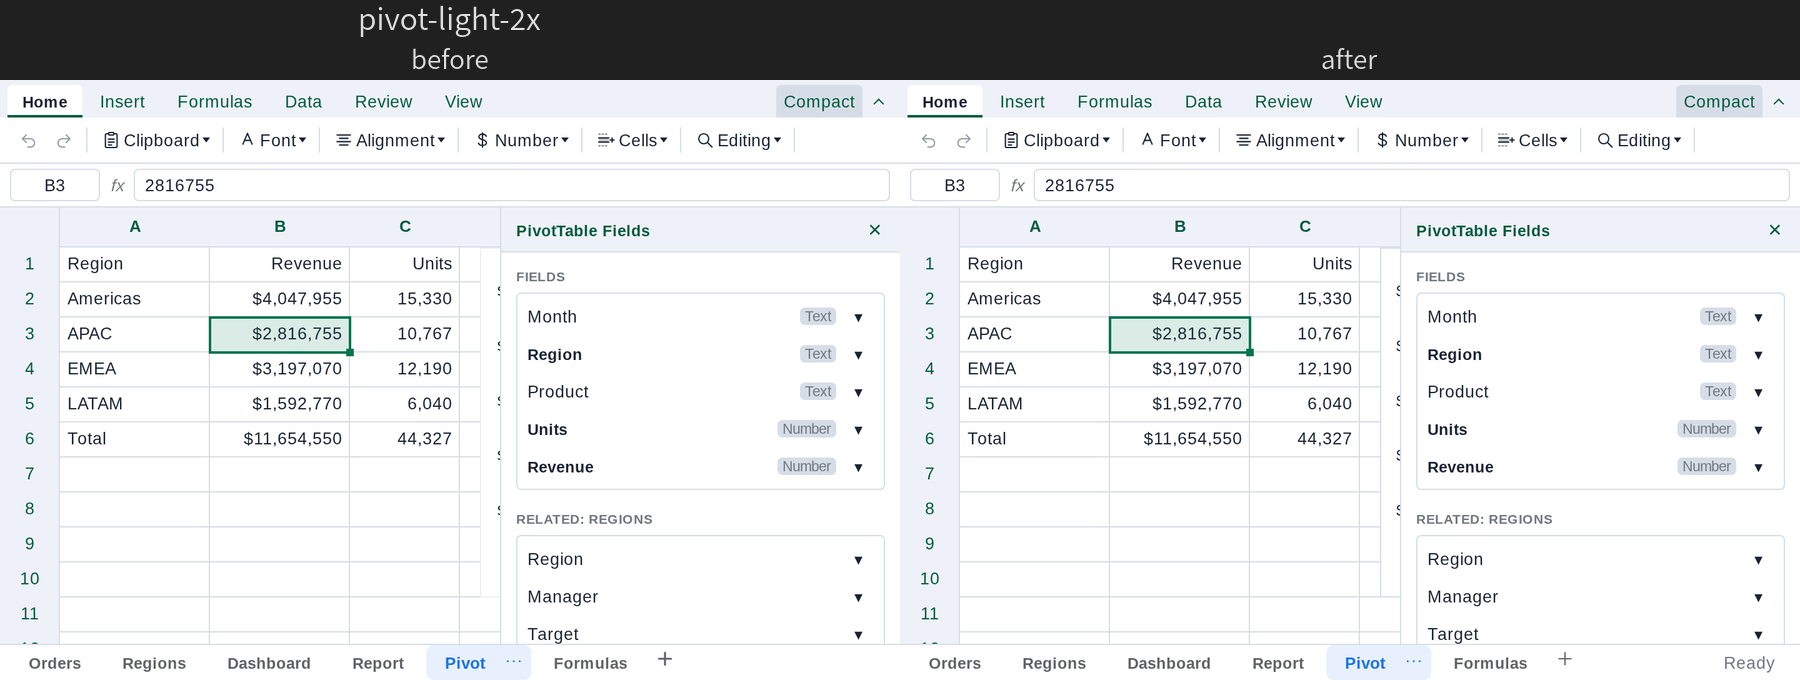 pivot-light-2x
before
after
Home Insert Formulas Data Review View Compact
Clipboard Font Alignment $ Number Cells Editing
B3 fx 2816755
A B C
PivotTable Fields ×
FIELDS
1 Region Revenue Units
2 Americas $4,047,955 15,330
3 APAC $2,816,755 10,767
4 EMEA $3,197,070 12,190
5 LATAM $1,592,770 6,040
6 Total $11,654,550 44,327
7
8
9
10
11
Month Text
Region Text
Product Text
Units Number
Revenue Number
RELATED: REGIONS
Region
Manager
Target
Orders Regions Dashboard Report Pivot ... Formulas +
Home Insert Formulas Data Review View Compact
Clipboard Font Alignment $ Number Cells Editing
B3 fx 2816755
A B C
PivotTable Fields ×
FIELDS
1 Region Revenue Units
2 Americas $4,047,955 15,330
3 APAC $2,816,755 10,767
4 EMEA $3,197,070 12,190
5 LATAM $1,592,770 6,040
6 Total $11,654,550 44,327
7
8
9
10
11
Month Text
Region Text
Product Text
Units Number
Revenue Number
RELATED: REGIONS
Region
Manager
Target
Orders Regions Dashboard Report Pivot ... Formulas + Ready